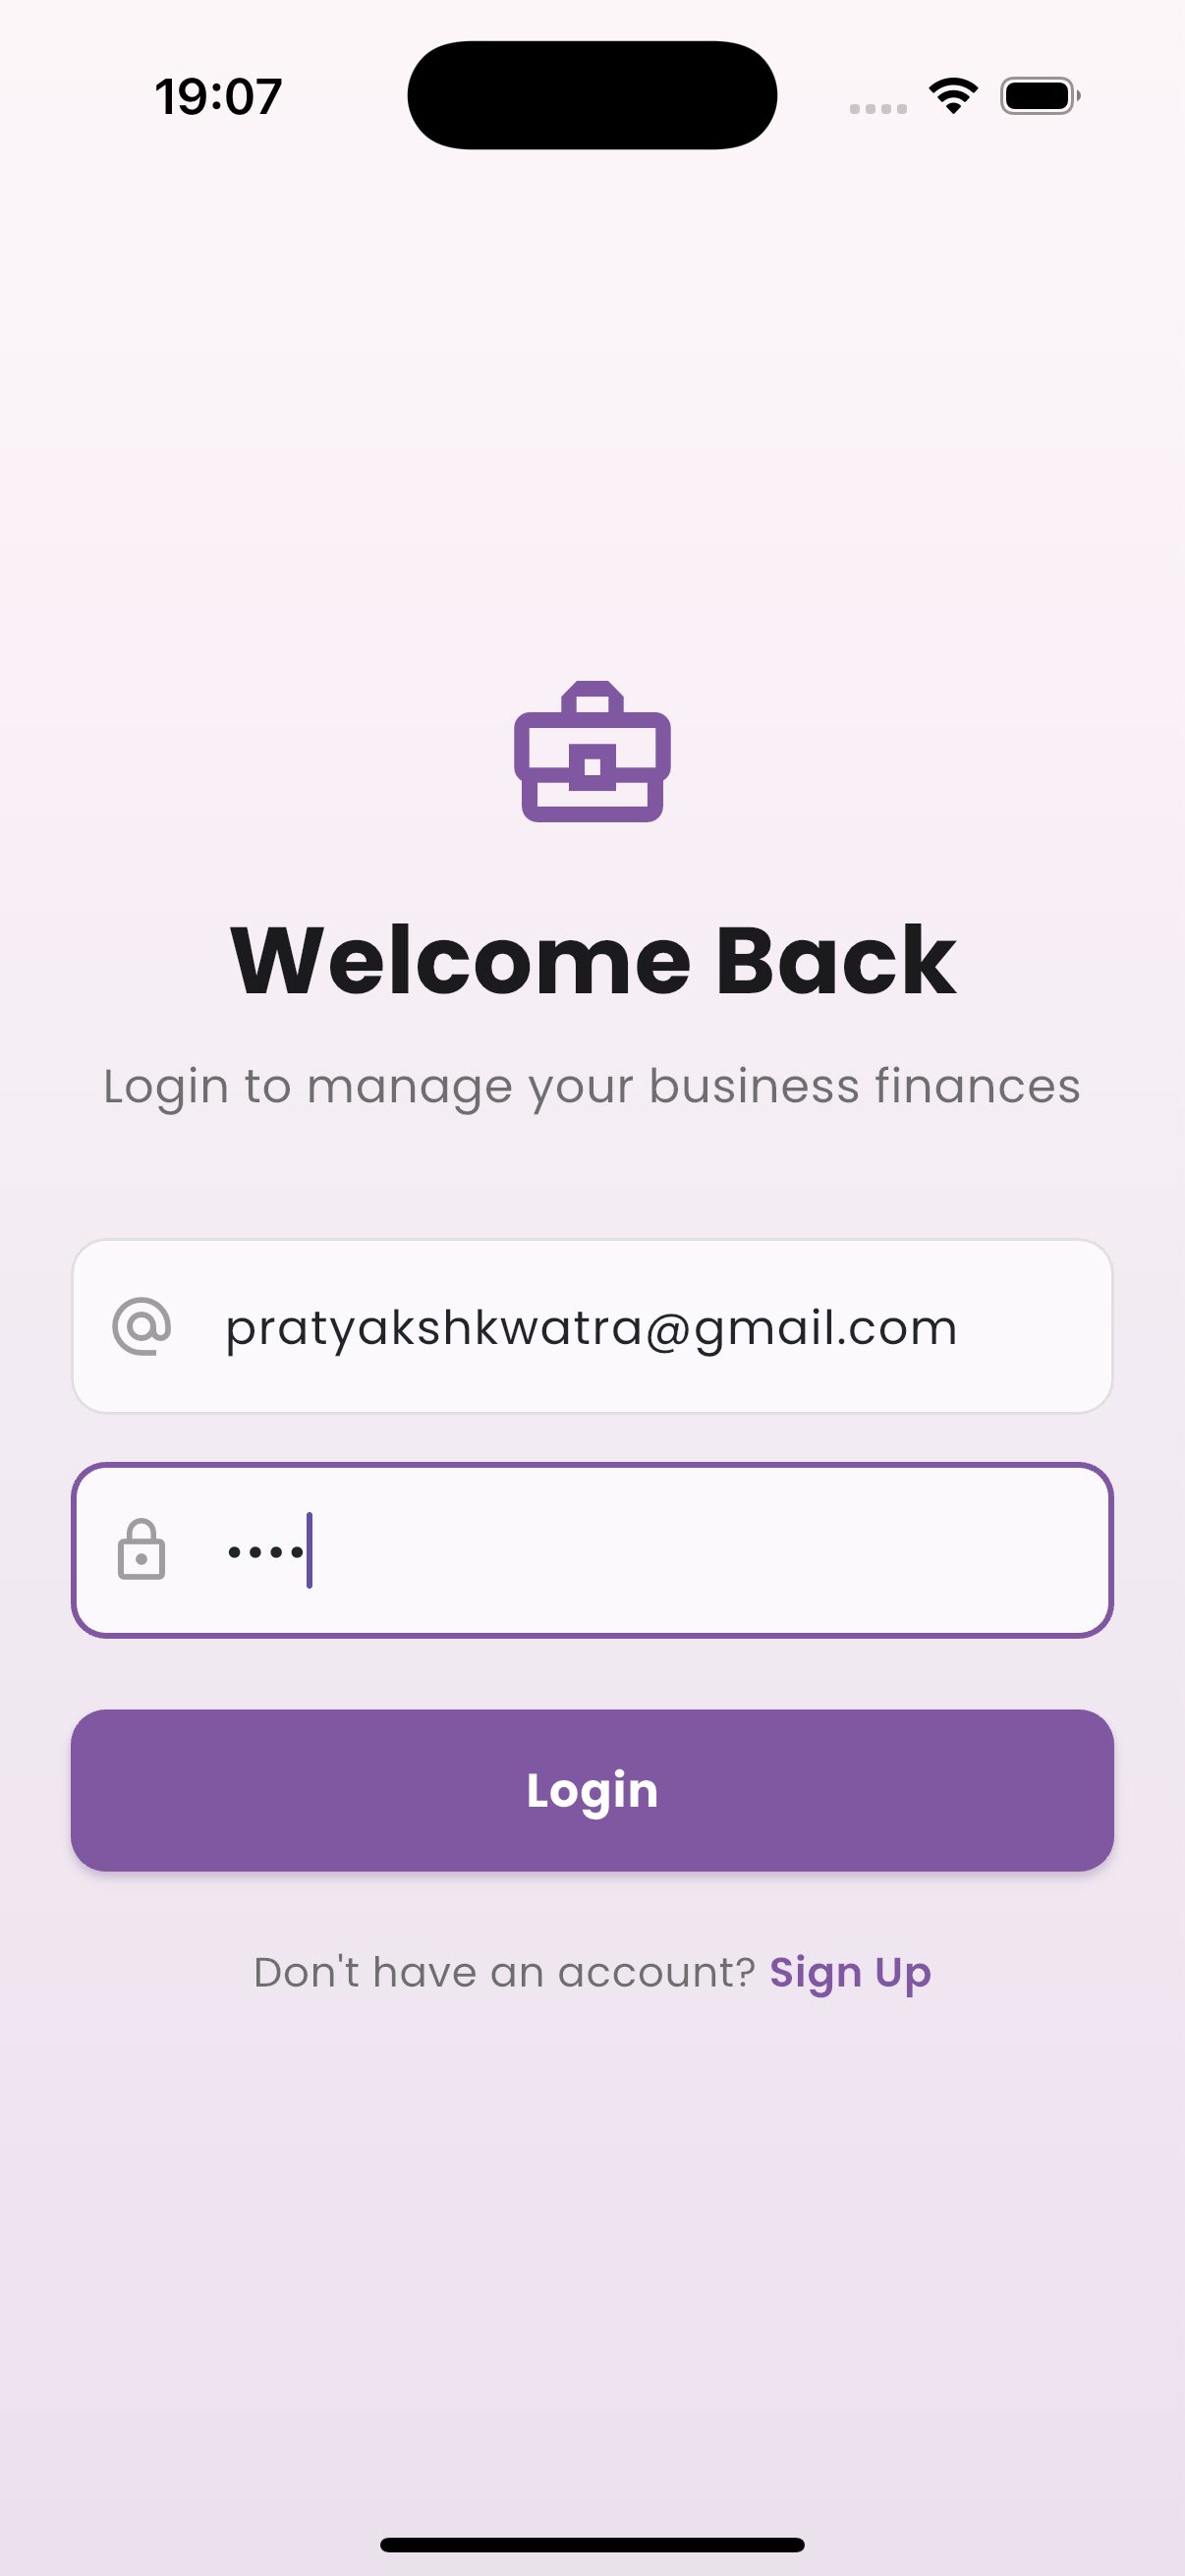 19:07
Welcome Back
Login to manage your business finances
pratyakshkwatra@gmail.com
••••
Login
Don't have an account? Sign Up